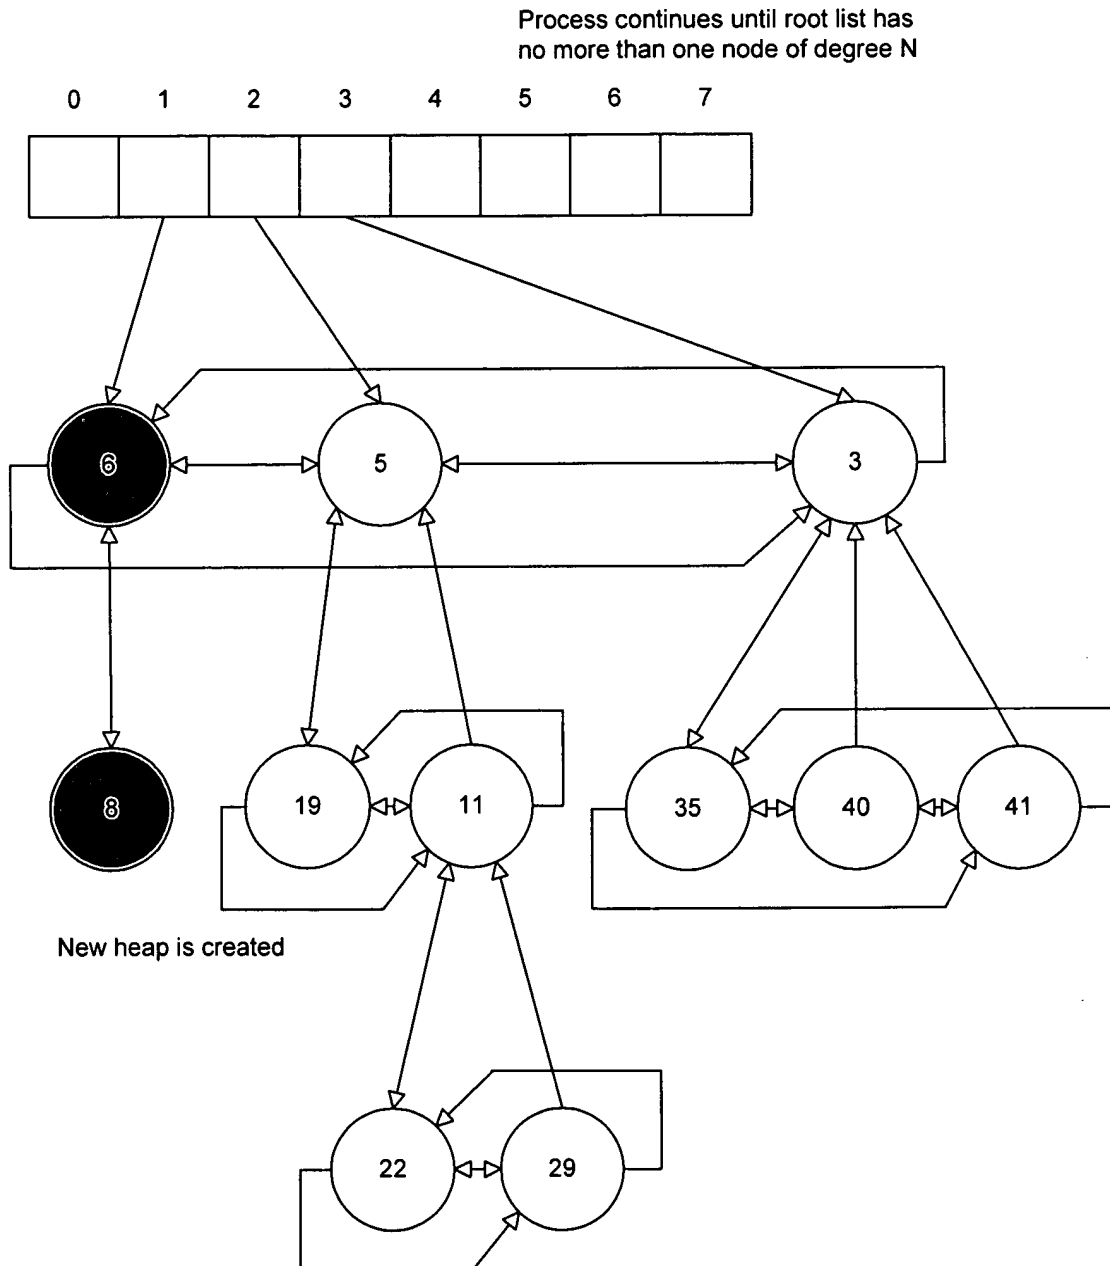 Process continues until root list has
no more than one node of degree N
0 1 2 3 4 5 6 7
6 5 3
8 19 11 35 40 41
New heap is created
22 29